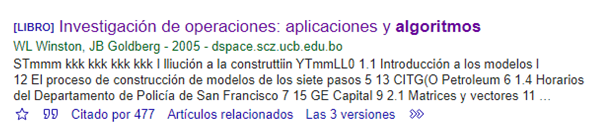 [LIBRO] Investigación de operaciones: aplicaciones y algoritmos
WL Winston, JB Goldberg - 2005 - dspace.scz.ucb.edu.bo
STmmm kkk kkk kkk kkk I lliución a la construttiin YTmmLL0 1.1 Introducción a los modelos I
12 El proceso de construcción de modelos de los siete pasos 5 13 CITG(O Petroleum 6 1.4 Horarios
del Departamento de Policía de San Francisco 7 15 GE Capital 9 2.1 Matrices y vectores 11 …
Citado por 477 Artículos relacionados Las 3 versiones